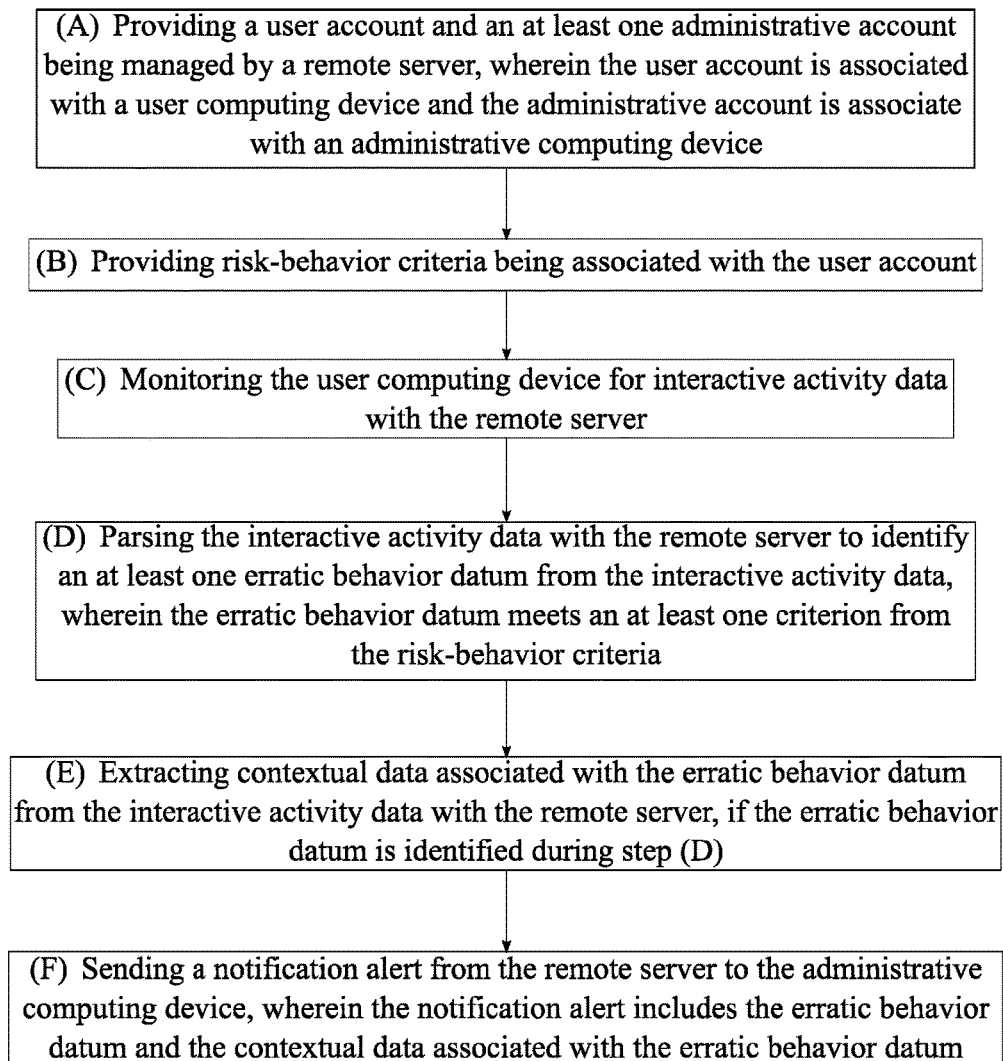 (A) Providing a user account and an at least one administrative account
being managed by a remote server, wherein the user account is associated
with a user computing device and the administrative account is associate
with an administrative computing device
(B) Providing risk-behavior criteria being associated with the user account
(C) Monitoring the user computing device for interactive activity data
with the remote server
(D) Parsing the interactive activity data with the remote server to identify
an at least one erratic behavior datum from the interactive activity data,
wherein the erratic behavior datum meets an at least one criterion from
the risk-behavior criteria
(E) Extracting contextual data associated with the erratic behavior datum
from the interactive activity data with the remote server, if the erratic behavior
datum is identified during step (D)
(F) Sending a notification alert from the remote server to the administrative
computing device, wherein the notification alert includes the erratic behavior
datum and the contextual data associated with the erratic behavior datum